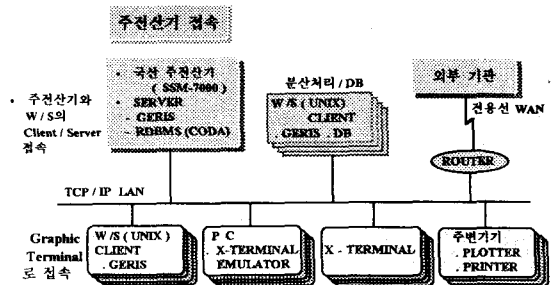 주전산기 접속
• 국산 주전산기
( SSM-7000 )
• SERVER
- GERIS
- RDBMS (CODA)
분산처리 / DB
W / S ( UNIX )
CLIENT
. GERIS . DB
외부 기관
전용선 WAN
ROUTER
• 주전산기와
W / S의
Client / Server
접속
TCP / IP LAN
Graphic
Terminal
로 접속
W /S ( UNIX )
CLIENT
. GERIS
P C
. X-TERMINAL
EMULATOR
X - TERMINAL
주변기기
. PLOTTER
. PRINTER